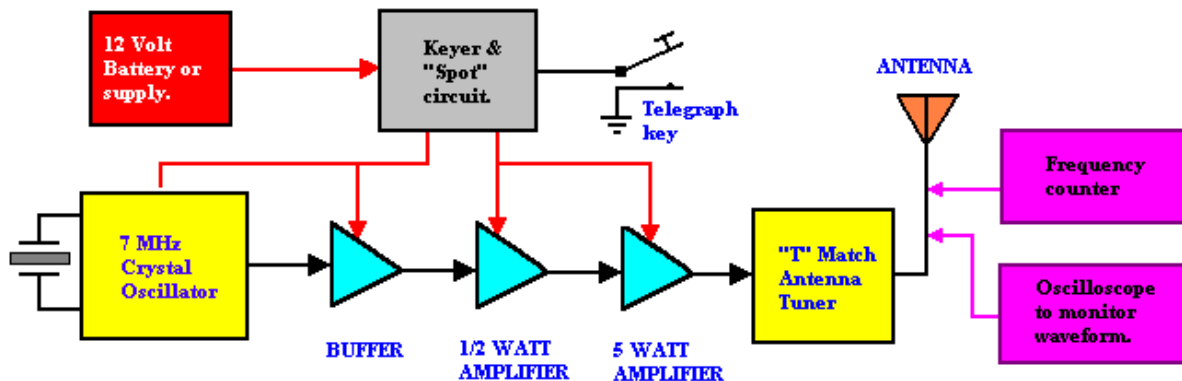 12 Volt
Battery or
supply.
Keyer &
"Spot"
circuit.
Telegraph
key
ANTENNA
Frequency
counter
7 MHz
Crystal
Oscillator
"T" Match
Antenna
Tuner
Oscilloscope
to monitor
waveform.
BUFFER
1/2 WATT
AMPLIFIER
5 WATT
AMPLIFIER